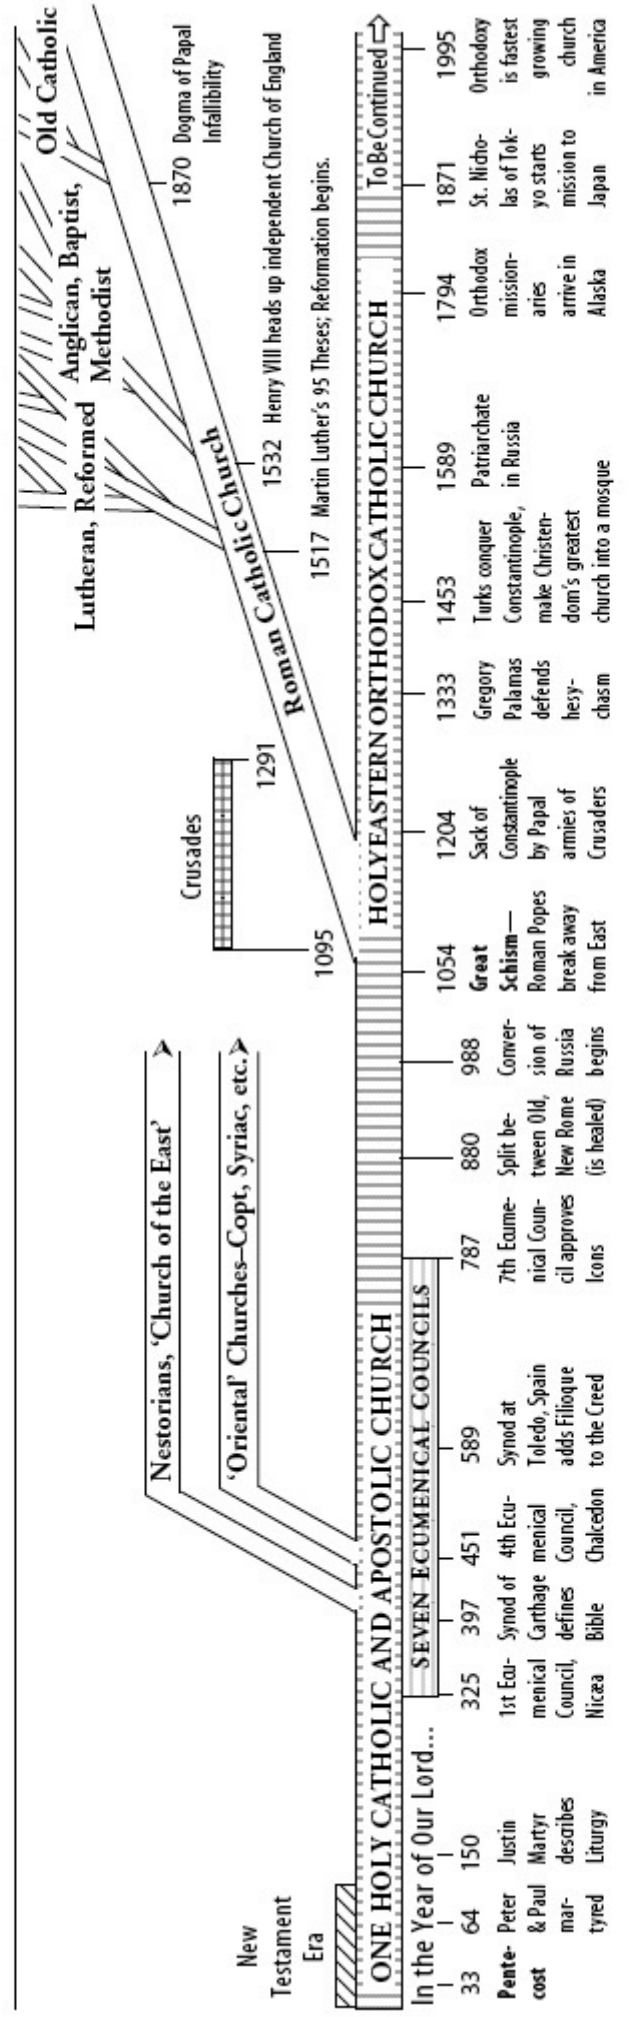 Old Catholic
Anglican, Baptist,
Methodist
Lutheran, Reformed
1870 Dogma of Papal
Infallibility
1532 Henry VIII heads up independent Church of England
1517 Martin Luther's 95 Theses; Reformation begins.
Roman Catholic Church
Crusades
1095
1291
Nestorians, ‘Church of the East’
‘Oriental’ Churches–Copt, Syriac, etc.
New
Testament
Era
ONE HOLY CATHOLIC AND APOSTOLIC CHURCH
HOLY EASTERN ORTHODOX CATHOLIC CHURCH
To Be Continued
In the Year of Our Lord...
SEVEN ECUMENICAL COUNCILS
33
Pente-
cost
64
Peter
& Paul
mar-
tyred
150
Justin
Martyr
describes
Liturgy
325
1st Ecu-
menical
Council,
Nicæa
397
Synod of
Carthage
defines
Bible
451
4th Ecu-
menical
Council,
Chalcedon
589
Synod at
Toledo, Spain
adds Filioque
to the Creed
787
7th Ecume-
nical Coun-
cil approves
Icons
880
Split be-
tween Old,
New Rome
(is healed)
988
Conver-
sion of
Russia
begins
1054
Great
Schism—
Roman Popes
break away
from East
1204
Sack of
Constantinople
by Papal
armies of
Crusaders
1333
Gregory
Palamas
defends
hesy-
chasm
1453
Turks conquer
Constantinople,
make Christen-
dom's greatest
church into a mosque
1589
Patriarchate
in Russia
1794
Orthodox
mission-
aries
arrive in
Alaska
1871
St. Nicho-
las of Tok-
yo starts
mission to
Japan
1995
Orthodoxy
is fastest
growing
church
in America